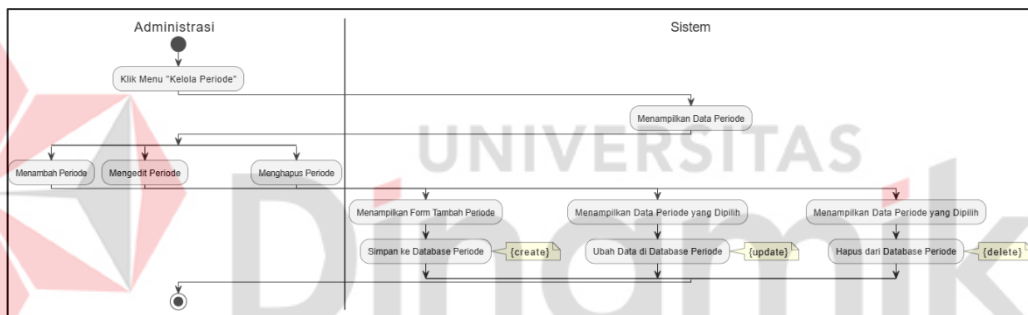 Administrasi
Sistem
Klik Menu "Kelola Periode"
Menampilkan Data Periode
UNIVERSITAS
Dinamik
Menambah Periode
Mengedit Periode
Menghapus Periode
Menampilkan Form Tambah Periode
Menampilkan Data Periode yang Dipilih
Menampilkan Data Periode yang Dipilih
Simpan ke Database Periode
{create}
Ubah Data di Database Periode
{update}
Hapus dari Database Periode
{delete}